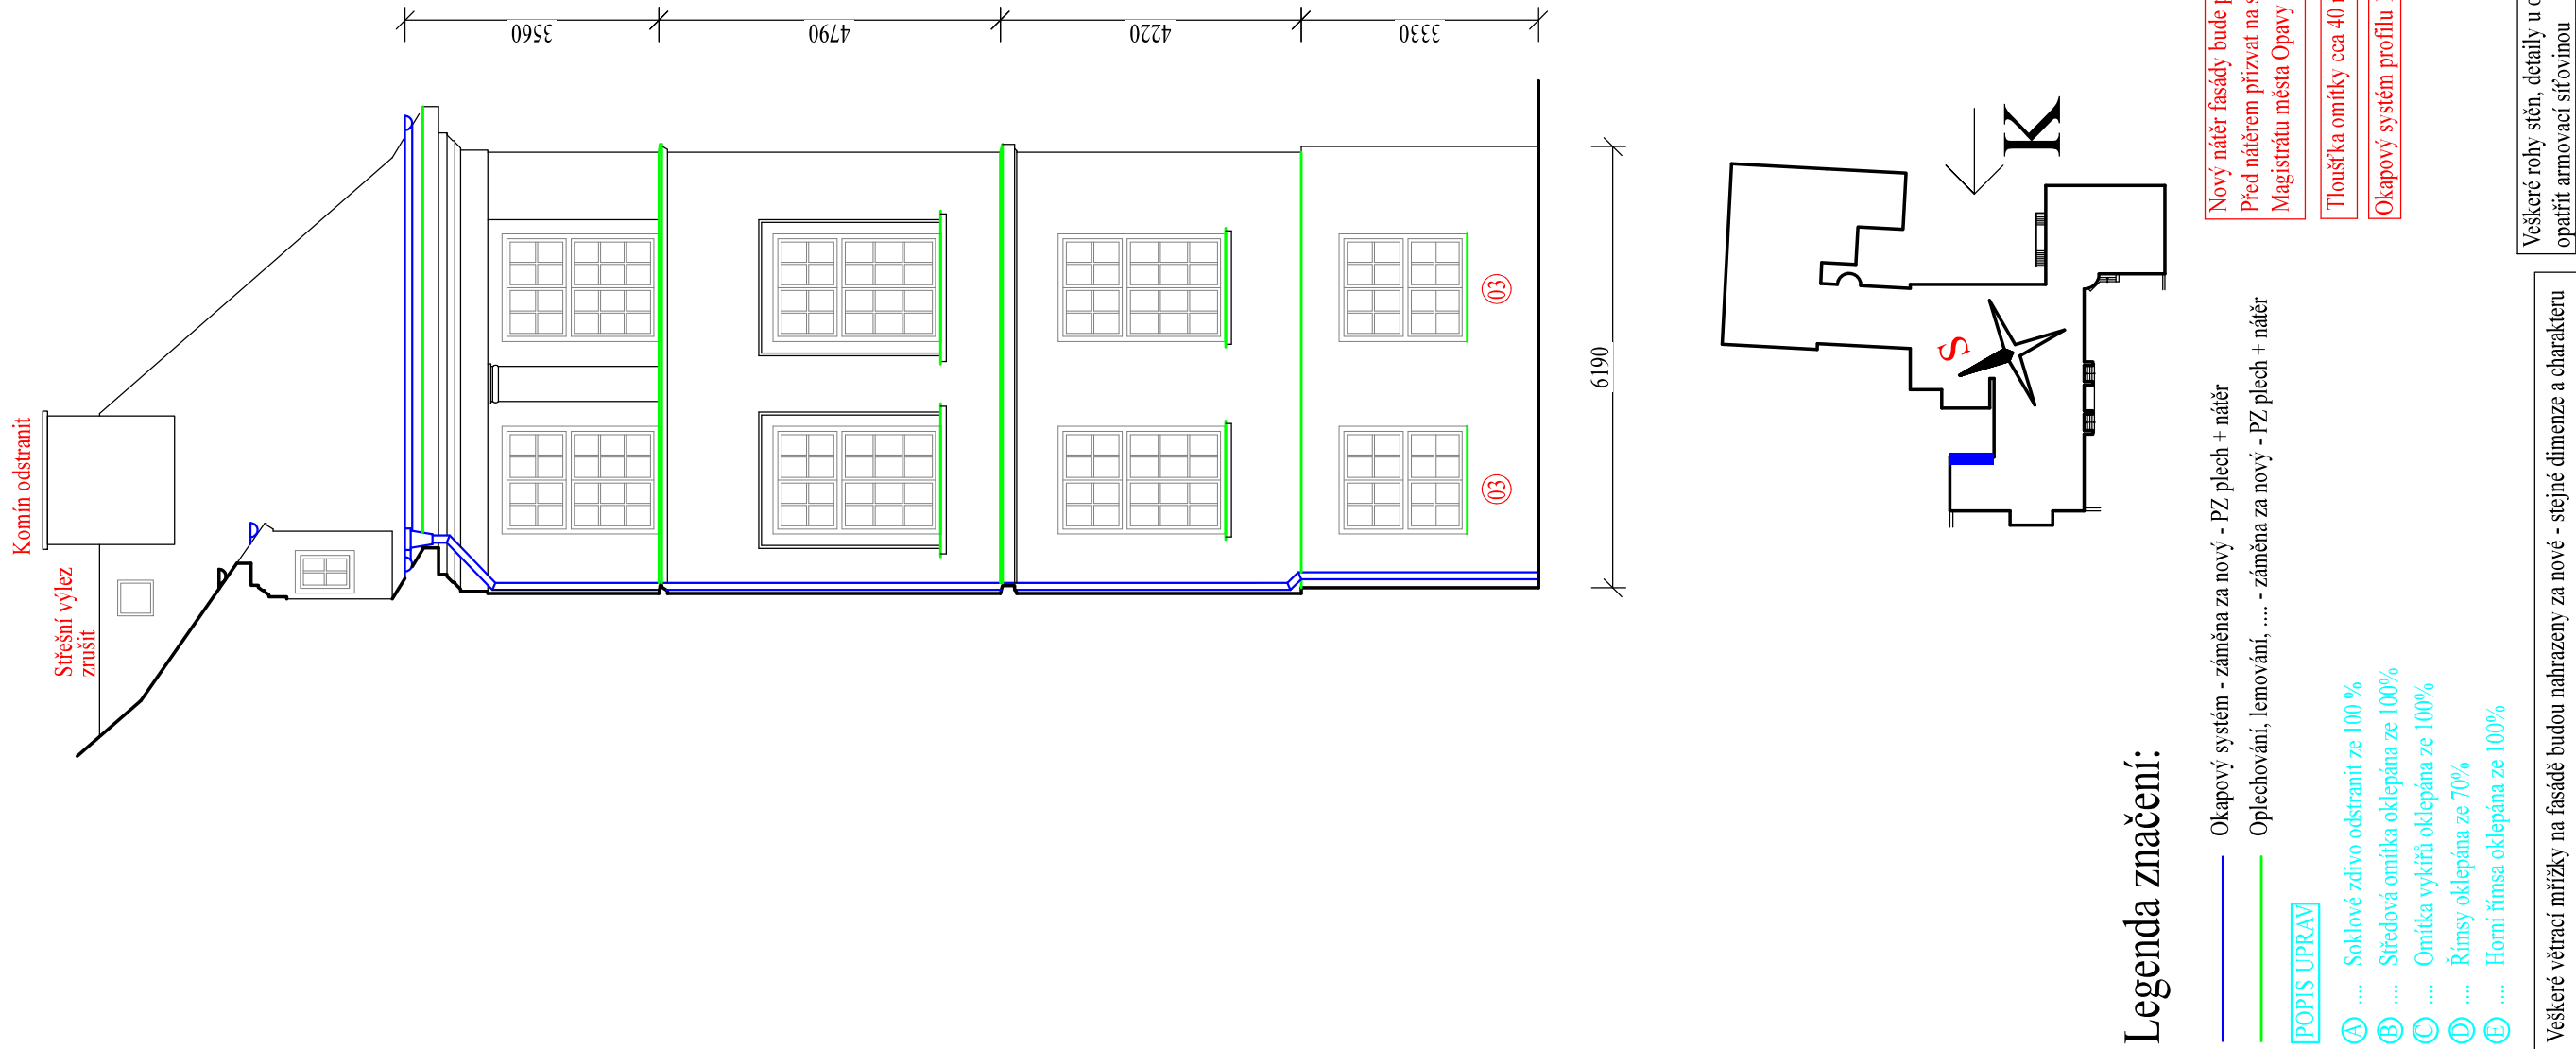 Komín odstranit
Střešní výlez
zrušit
3560
4790
4220
3330
03
03
6190
S
K
Legenda značení:
Okapový systém - záměna za nový - PZ plech + nátěr
Oplechování, lemování, .... - záměna za nový - PZ plech + nátěr
POPIS ÚPRAV
A .... Soklové zdivo odstranit ze 100 %
B .... Středová omítka oklepána ze 100%
C .... Omítka vykířů oklepána ze 100%
D .... Římsy oklepána ze 70%
E .... Horní římsa oklepána ze 100%
Nový nátěr fasády bude
Před nátěrem přizvat na
Magistrátu města Opavy
Tloušťka omítky cca 40
Okapový systém profilu
Veškeré rohy stěn, detaily u
opatřit armovací síťovinou
Veškeré větrací mřížky na fasádě budou nahrazeny za nové - stejné dimenze a charakteru